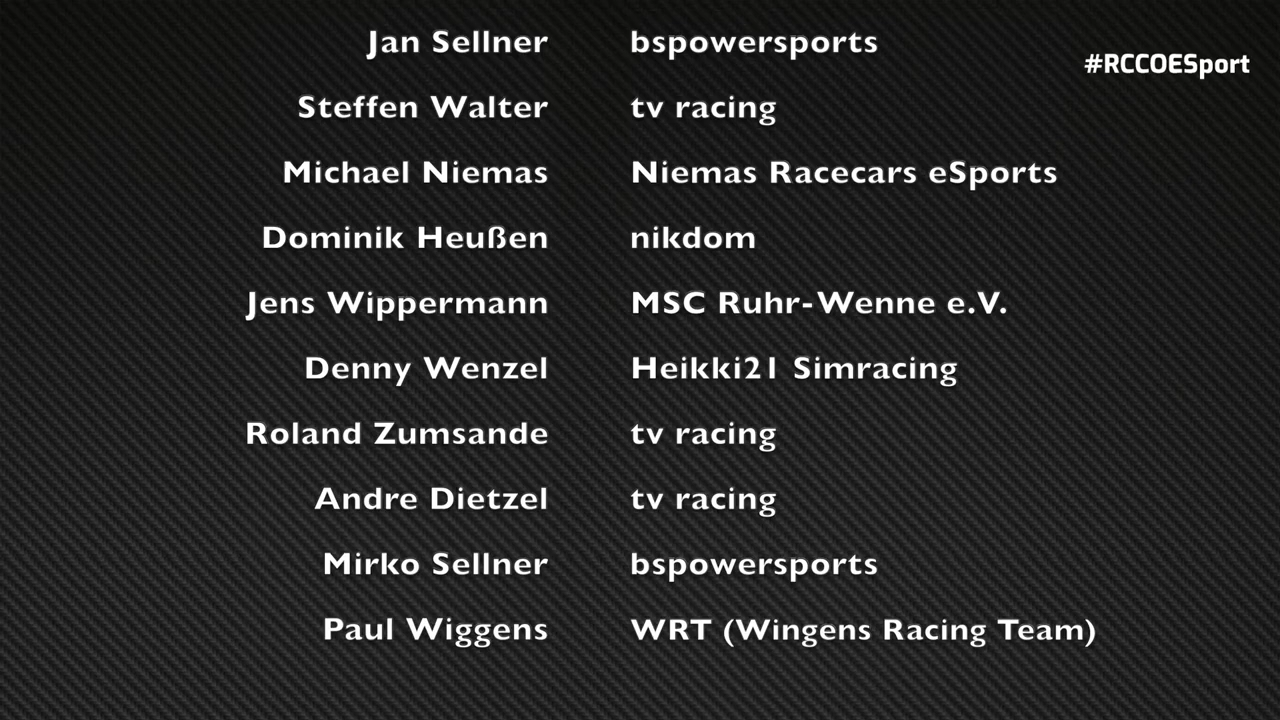 Jan Sellner bspowersports
#RCCOESport
Steffen Walter tv racing
Michael Niemas Niemas Racecars eSports
Dominik Heußen nikdom
Jens Wippermann MSC Ruhr-Wenne e.V.
Denny Wenzel Heikki21 Simracing
Roland Zumsande tv racing
Andre Dietzel tv racing
Mirko Sellner bspowersports
Paul Wiggens WRT (Wingens Racing Team)